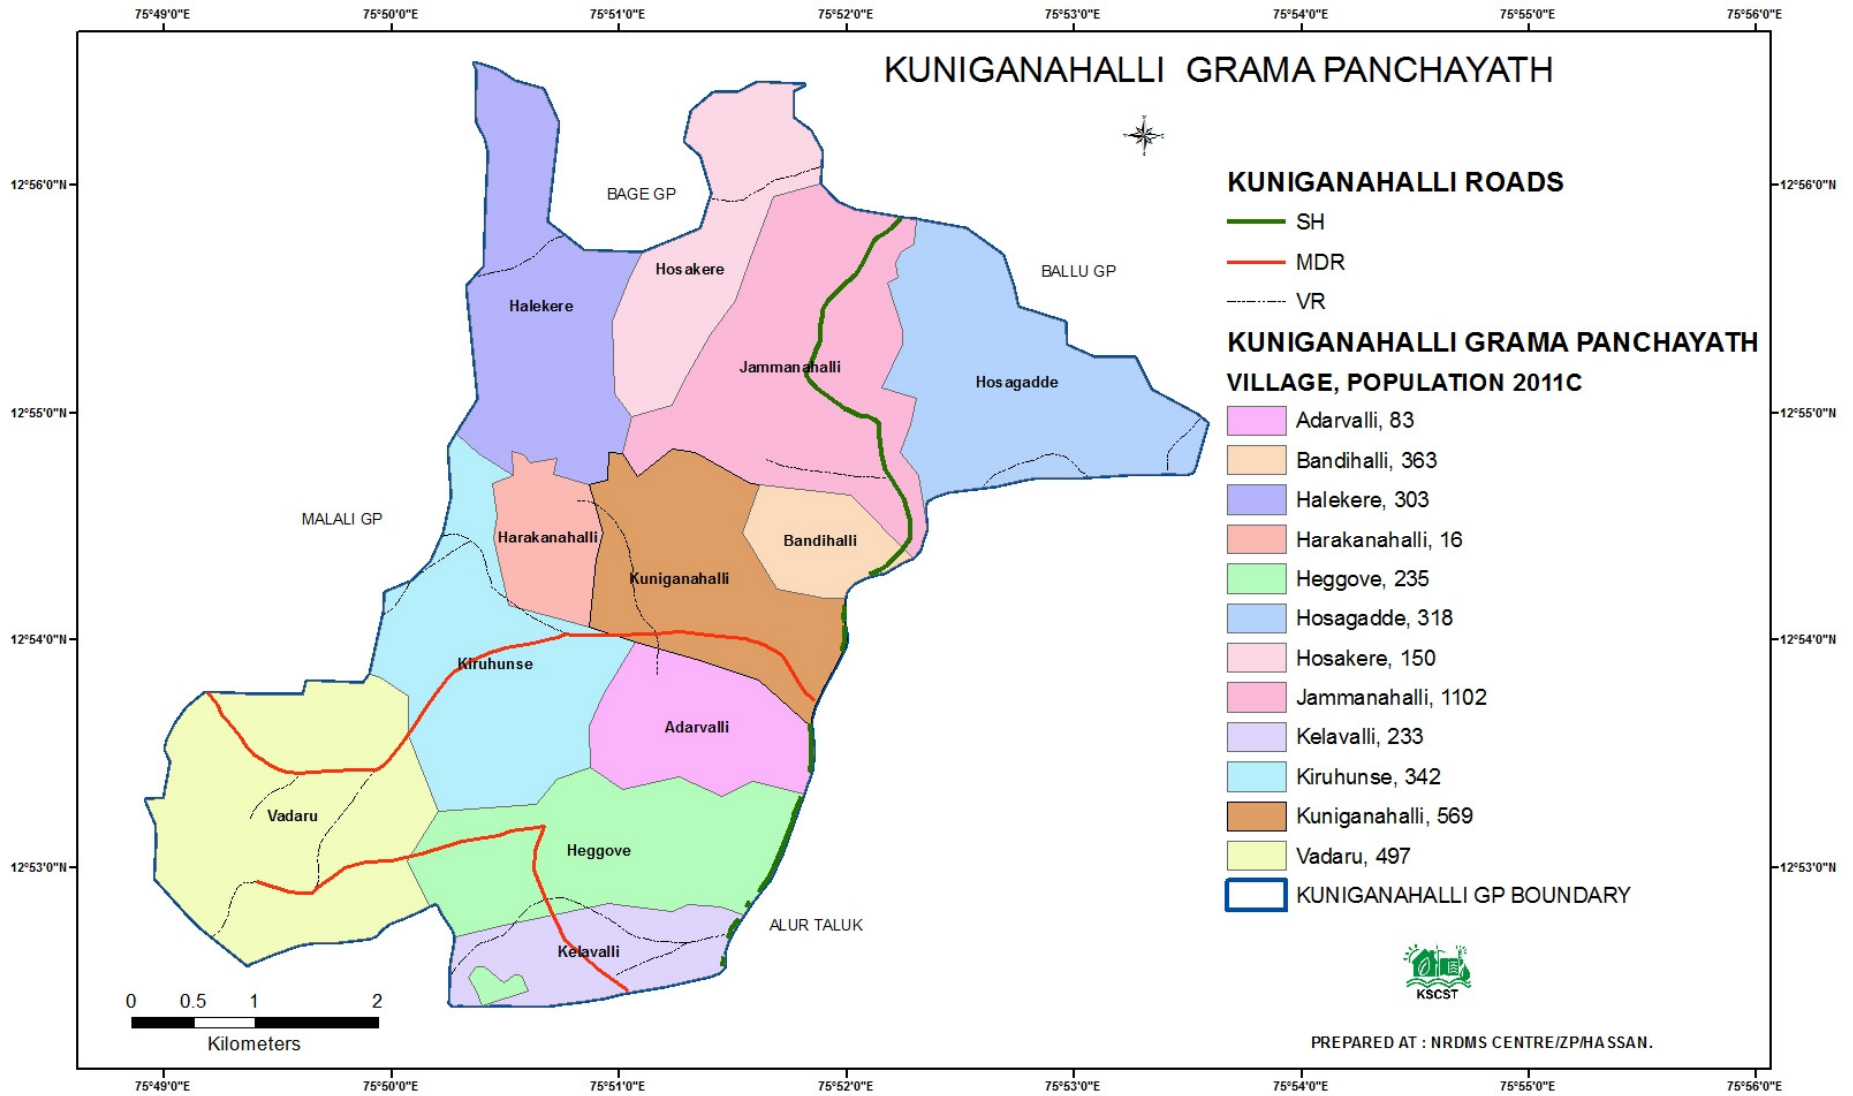 75°49'0"E 75°50'0"E 75°51'0"E 75°52'0"E 75°53'0"E 75°54'0"E 75°55'0"E 75°56'0"E
KUNIGANAHALLI GRAMA PANCHAYATH
12°56'0"N
12°56'0"N
12°55'0"N
12°55'0"N
12°54'0"N
12°54'0"N
12°53'0"N
12°53'0"N
BAGE GP
BALLU GP
MALALI GP
ALUR TALUK
Hosakere
Halekere
Jammanahalli
Hosagadde
Harakanahalli
Bandihalli
Kuniganahalli
Kiruhunse
Adarvalli
Vadaru
Heggove
Kelavalli
KUNIGANAHALLI ROADS
SH
MDR
VR
KUNIGANAHALLI GRAMA PANCHAYATH
VILLAGE, POPULATION 2011C
Adarvalli, 83
Bandihalli, 363
Halekere, 303
Harakanahalli, 16
Heggove, 235
Hosagadde, 318
Hosakere, 150
Jammanahalli, 1102
Kelavalli, 233
Kiruhunse, 342
Kuniganahalli, 569
Vadaru, 497
KUNIGANAHALLI GP BOUNDARY
KSCST
0 0.5 1 2
Kilometers
PREPARED AT : NRDMS CENTRE/ZP/HASSAN.
75°49'0"E 75°50'0"E 75°51'0"E 75°52'0"E 75°53'0"E 75°54'0"E 75°55'0"E 75°56'0"E